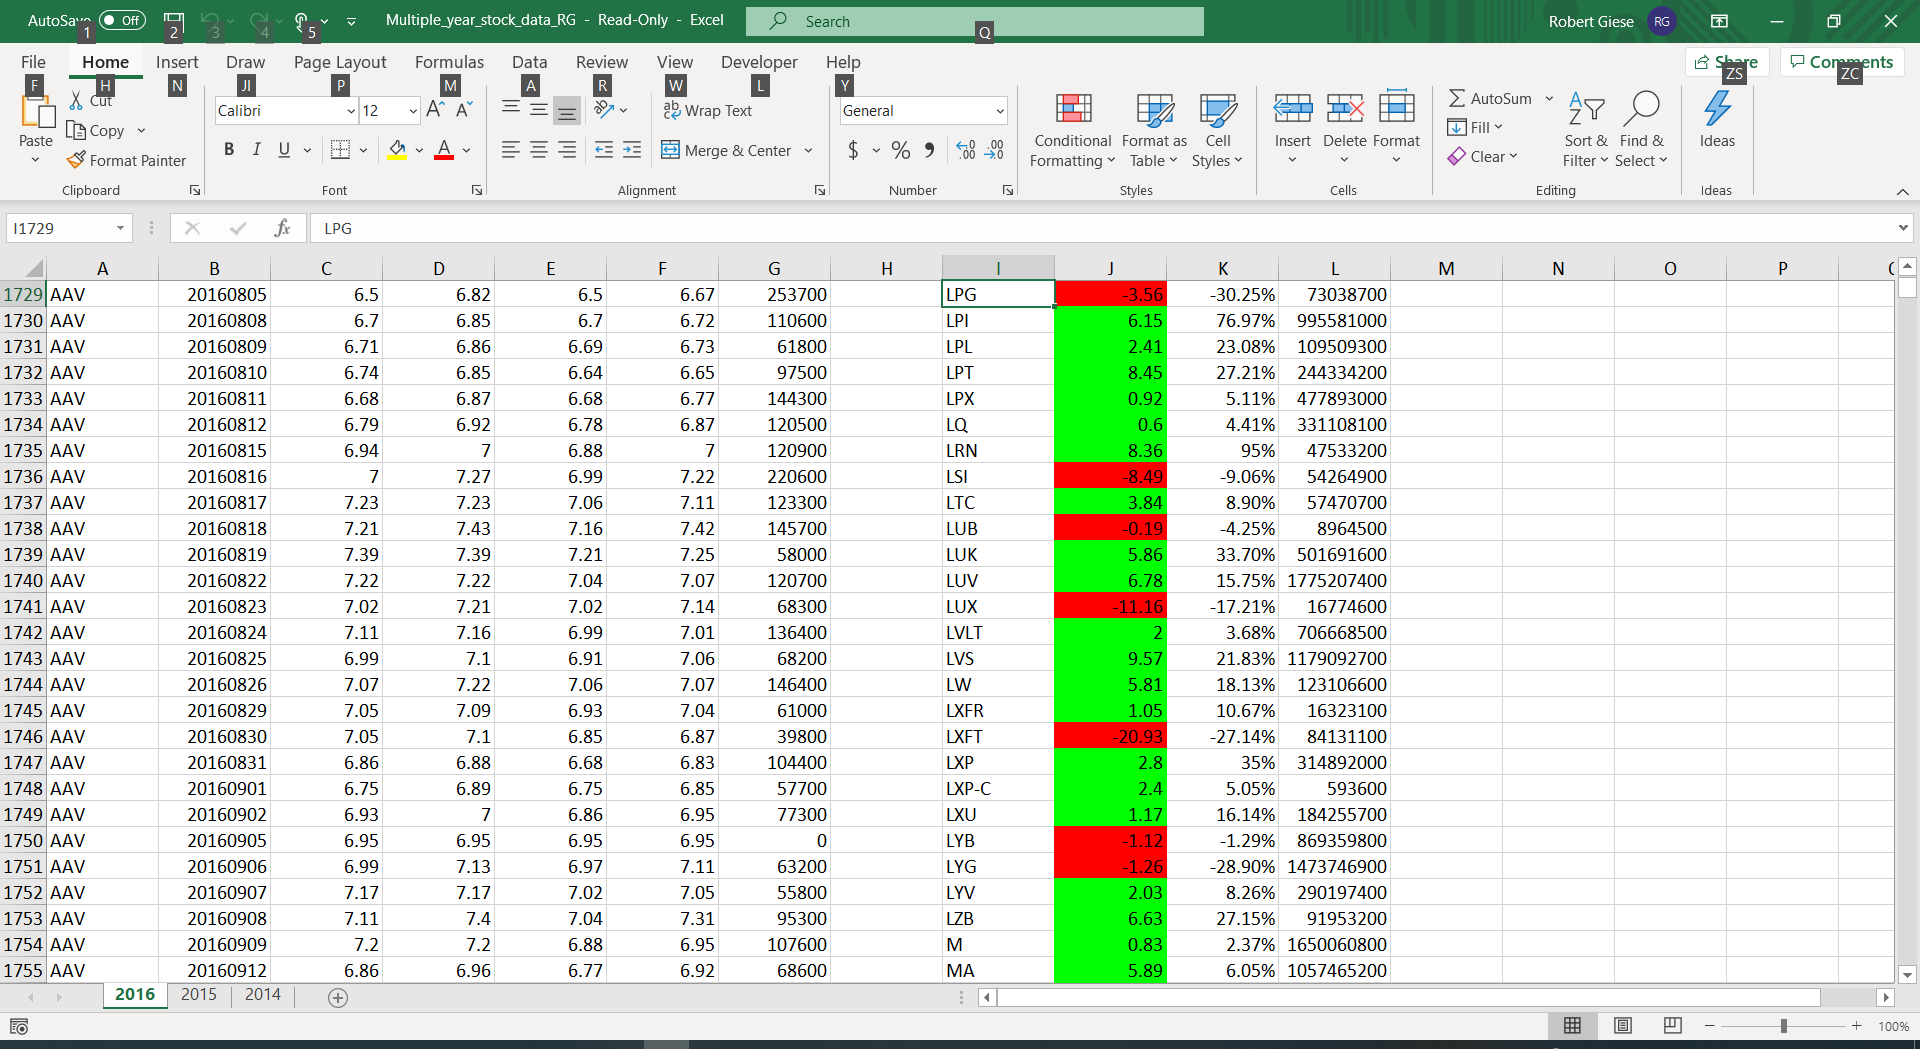 AutoSave Off Multiple_year_stock_data_RG - Read-Only - Excel Search Robert Giese RG
1 2 3 4 5 Q
File Home Insert Draw Page Layout Formulas Data Review View Developer Help Share Comments
F H N JI P M A R W L Y ZS ZC
Cut Calibri 12 A A ab Wrap Text General AutoSum
Paste Copy Conditional Format as Cell Insert Delete Format Fill Sort & Find & Ideas
Format Painter B I U A Merge & Center $ % Formatting Table Styles Clear Filter Select
Clipboard Font Alignment Number Styles Cells Editing Ideas
I1729 fx LPG
A B C D E F G H I J K L M N O P
1729 AAV 20160805 6.5 6.82 6.5 6.67 253700 LPG -3.56 -30.25% 73038700
1730 AAV 20160808 6.7 6.85 6.7 6.72 110600 LPI 6.15 76.97% 995581000
1731 AAV 20160809 6.71 6.86 6.69 6.73 61800 LPL 2.41 23.08% 109509300
1732 AAV 20160810 6.74 6.85 6.64 6.65 97500 LPT 8.45 27.21% 244334200
1733 AAV 20160811 6.68 6.87 6.68 6.77 144300 LPX 0.92 5.11% 477893000
1734 AAV 20160812 6.79 6.92 6.78 6.87 120500 LQ 0.6 4.41% 331108100
1735 AAV 20160815 6.94 7 6.88 7 120900 LRN 8.36 95% 47533200
1736 AAV 20160816 7 7.27 6.99 7.22 220600 LSI -8.49 -9.06% 54264900
1737 AAV 20160817 7.23 7.23 7.06 7.11 123300 LTC 3.84 8.90% 57470700
1738 AAV 20160818 7.21 7.43 7.16 7.42 145700 LUB -0.19 -4.25% 8964500
1739 AAV 20160819 7.39 7.39 7.21 7.25 58000 LUK 5.86 33.70% 501691600
1740 AAV 20160822 7.22 7.22 7.04 7.07 120700 LUV 6.78 15.75% 1775207400
1741 AAV 20160823 7.02 7.21 7.02 7.14 68300 LUX -11.16 -17.21% 16774600
1742 AAV 20160824 7.11 7.16 6.99 7.01 136400 LVLT 2 3.68% 706668500
1743 AAV 20160825 6.99 7.1 6.91 7.06 68200 LVS 9.57 21.83% 1179092700
1744 AAV 20160826 7.07 7.22 7.06 7.07 146400 LW 5.81 18.13% 123106600
1745 AAV 20160829 7.05 7.09 6.93 7.04 61000 LXFR 1.05 10.67% 16323100
1746 AAV 20160830 7.05 7.1 6.85 6.87 39800 LXFT -20.93 -27.14% 84131100
1747 AAV 20160831 6.86 6.88 6.68 6.83 104400 LXP 2.8 35% 314892000
1748 AAV 20160901 6.75 6.89 6.75 6.85 57700 LXP-C 2.4 5.05% 593600
1749 AAV 20160902 6.93 7 6.86 6.95 77300 LXU 1.17 16.14% 184255700
1750 AAV 20160905 6.95 6.95 6.95 6.95 0 LYB -1.12 -1.29% 869359800
1751 AAV 20160906 6.99 7.13 6.97 7.11 63200 LYG -1.26 -28.90% 1473746900
1752 AAV 20160907 7.17 7.17 7.02 7.05 55800 LYV 2.03 8.26% 290197400
1753 AAV 20160908 7.11 7.4 7.04 7.31 95300 LZB 6.63 27.15% 91953200
1754 AAV 20160909 7.2 7.2 6.88 6.95 107600 M 0.83 2.37% 1650060800
1755 AAV 20160912 6.86 6.96 6.77 6.92 68600 MA 5.89 6.05% 1057465200
2016 2015 2014
100%